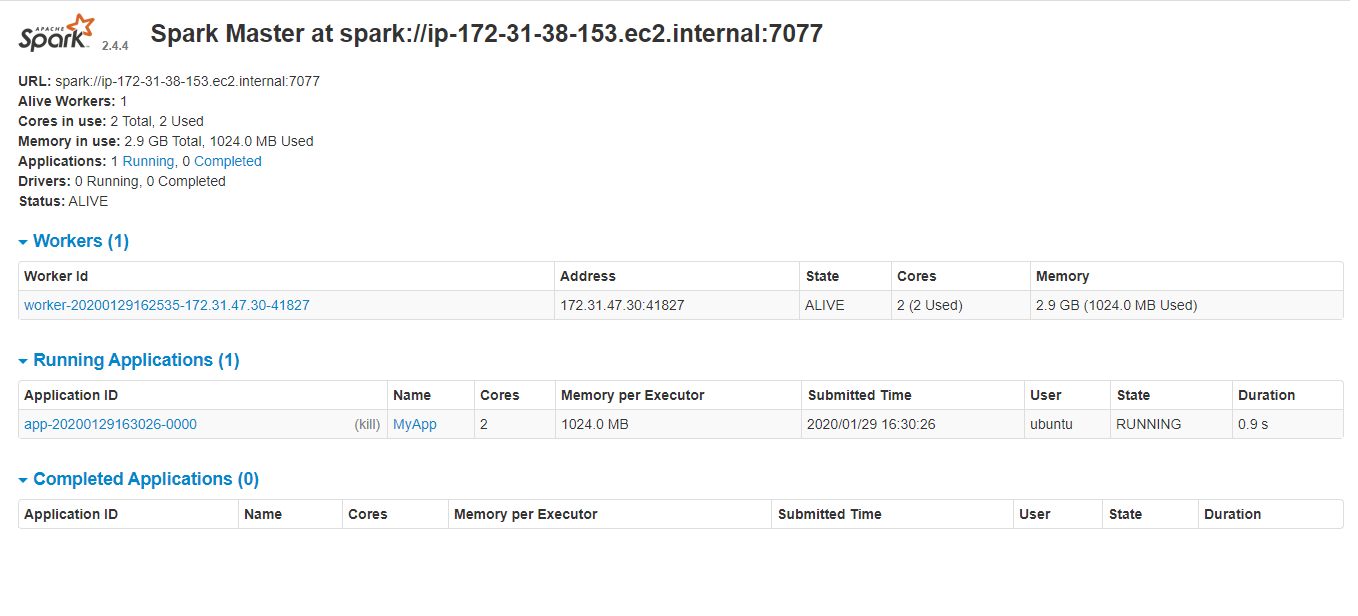 APACHE
Spark™ 2.4.4 Spark Master at spark://ip-172-31-38-153.ec2.internal:7077
URL: spark://ip-172-31-38-153.ec2.internal:7077
Alive Workers: 1
Cores in use: 2 Total, 2 Used
Memory in use: 2.9 GB Total, 1024.0 MB Used
Applications: 1 Running, 0 Completed
Drivers: 0 Running, 0 Completed
Status: ALIVE
Workers (1)
Worker Id Address State Cores Memory
worker-20200129162535-172.31.47.30-41827 172.31.47.30:41827 ALIVE 2 (2 Used) 2.9 GB (1024.0 MB Used)
Running Applications (1)
Application ID Name Cores Memory per Executor Submitted Time User State Duration
app-20200129163026-0000 (kill) MyApp 2 1024.0 MB 2020/01/29 16:30:26 ubuntu RUNNING 0.9 s
Completed Applications (0)
Application ID Name Cores Memory per Executor Submitted Time User State Duration